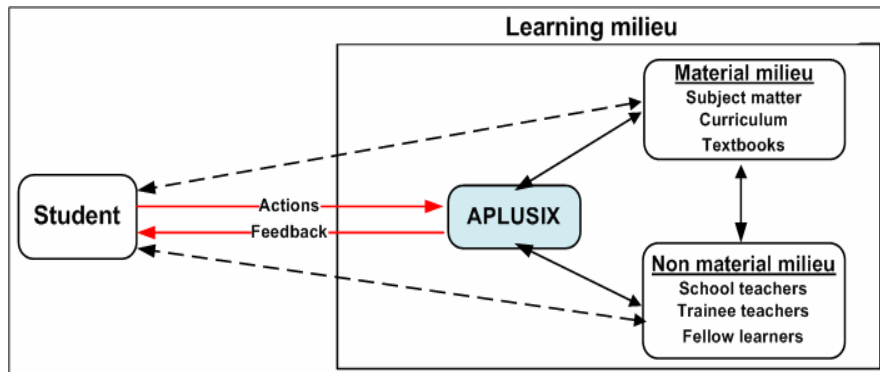 Learning milieu
Material milieu
Subject matter
Curriculum
Textbooks
Student
Actions
Feedback
APLUSIX
Non material milieu
School teachers
Trainee teachers
Fellow learners